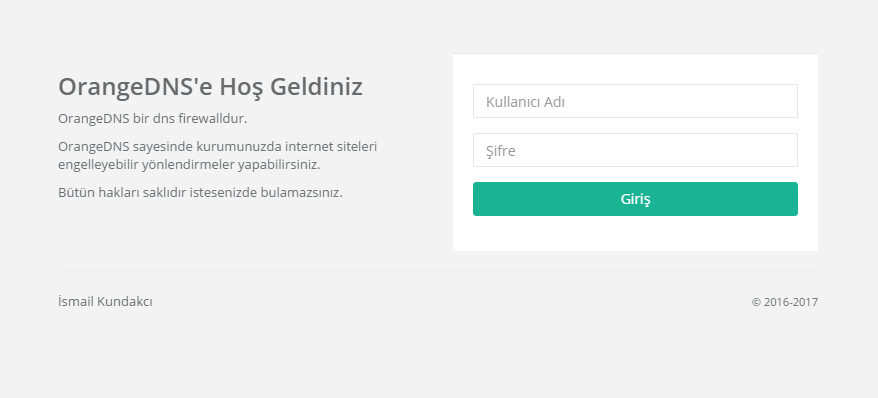 OrangeDNS'e Hoş Geldiniz
OrangeDNS bir dns firewalldur.
OrangeDNS sayesinde kurumunuzda internet siteleri
engelleyebilir yönlendirmeler yapabilirsiniz.
Bütün hakları saklıdır istesenizde bulamazsınız.
Kullanıcı Adı
Şifre
Giriş
İsmail Kundakcı
© 2016-2017